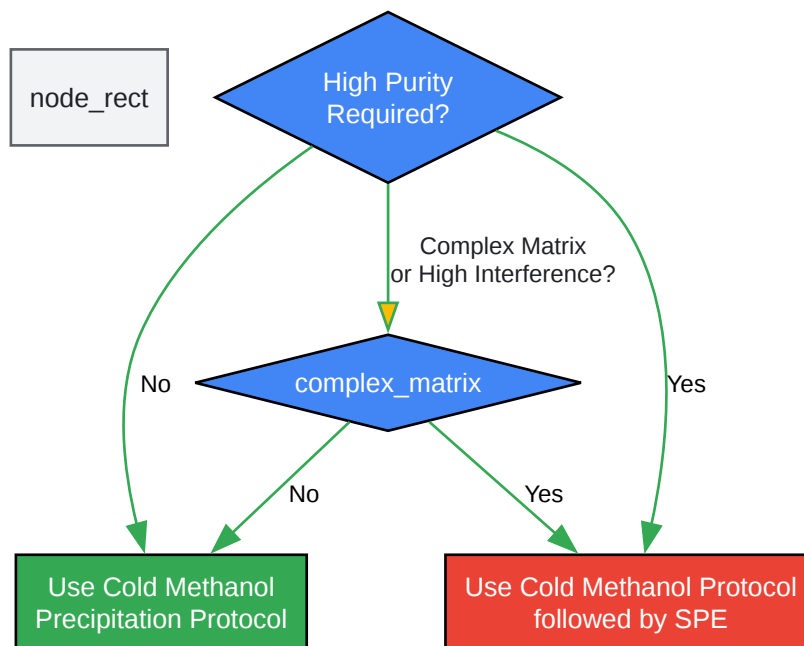 High Purity
Required?
node_rect
Complex Matrix
or High Interference?
complex_matrix
No
Yes
No
Yes
Use Cold Methanol
Precipitation Protocol
Use Cold Methanol Protocol
followed by SPE